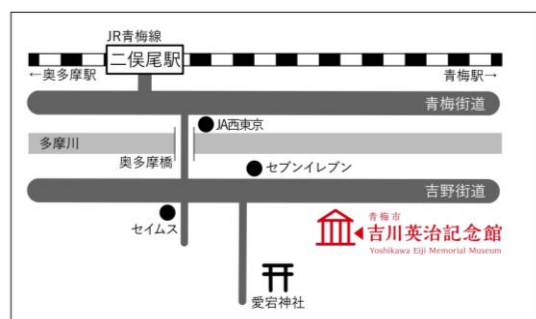 JR青梅線
二俣尾駅
←奥多摩駅
青梅駅→
青梅街道
JA西東京
多摩川
奥多摩橋
セブンイレブン
吉野街道
セイムス
青梅市
吉川英治記念館
Yoshikawa Eiji Memorial Museum
愛宕神社